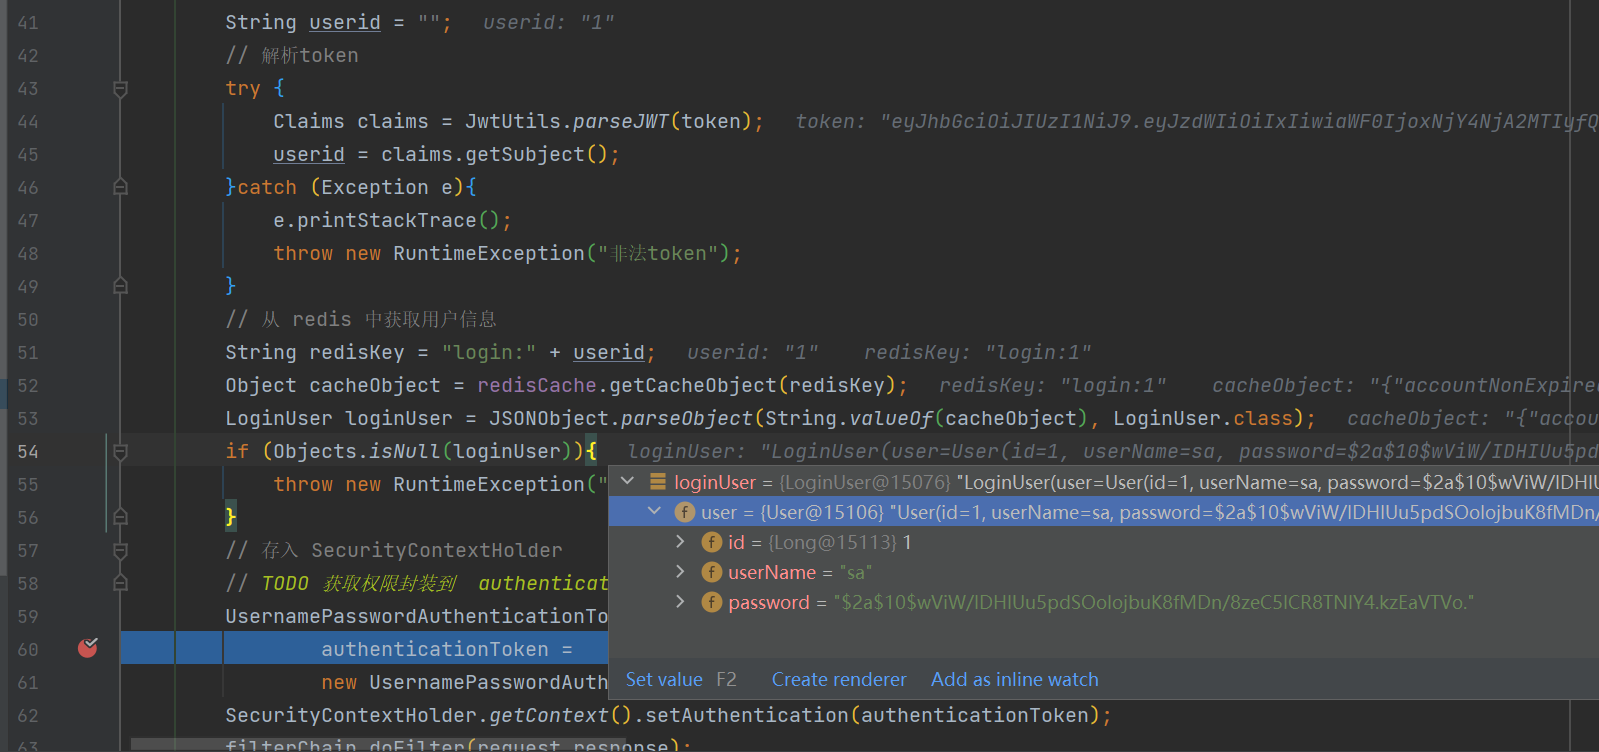 41 String userid = ""; userid: "1"
42 // 解析token
43 try {
44 Claims claims = JwtUtils.parseJWT(token); token: "eyJhbGciOiJIUzI1NiJ9.eyJzdWIiOiIxIiwiaWF0IjoxNjY4NjA2MTIyfQ
45 userid = claims.getSubject();
46 }catch (Exception e){
47 e.printStackTrace();
48 throw new RuntimeException("非法token");
49 }
50 // 从 redis 中获取用户信息
51 String redisKey = "login:" + userid; userid: "1" redisKey: "login:1"
52 Object cacheObject = redisCache.getCacheObject(redisKey); redisKey: "login:1" cacheObject: "{"accountNonExpired
53 LoginUser loginUser = JSONObject.parseObject(String.valueOf(cacheObject), LoginUser.class); cacheObject: "{"accou
54 if (Objects.isNull(loginUser)){ loginUser: "LoginUser(user=User(id=1, userName=sa, password=$2a$10$wViW/IDHIUu5pd
loginUser = {LoginUser@15076} "LoginUser(user=User(id=1, userName=sa, password=$2a$10$wViW/IDHIU
user = {User@15106} "User(id=1, userName=sa, password=$2a$10$wViW/IDHIUu5pdSOoIojbuK8fMDn/
id = {Long@15113} 1
userName = "sa"
password = "$2a$10$wViW/IDHIUu5pdSOoIojbuK8fMDn/8zeC5ICR8TNIY4.kzEaVTVo."
Set value F2 Create renderer Add as inline watch
55 throw new RuntimeException("
56 }
57 // 存入 SecurityContextHolder
58 // TODO 获取权限封装到 authenticat
59 UsernamePasswordAuthenticationTo
60 authenticationToken =
61 new UsernamePasswordAuth
62 SecurityContextHolder.getContext().setAuthentication(authenticationToken);
63 filterChain.doFilter(request,response);